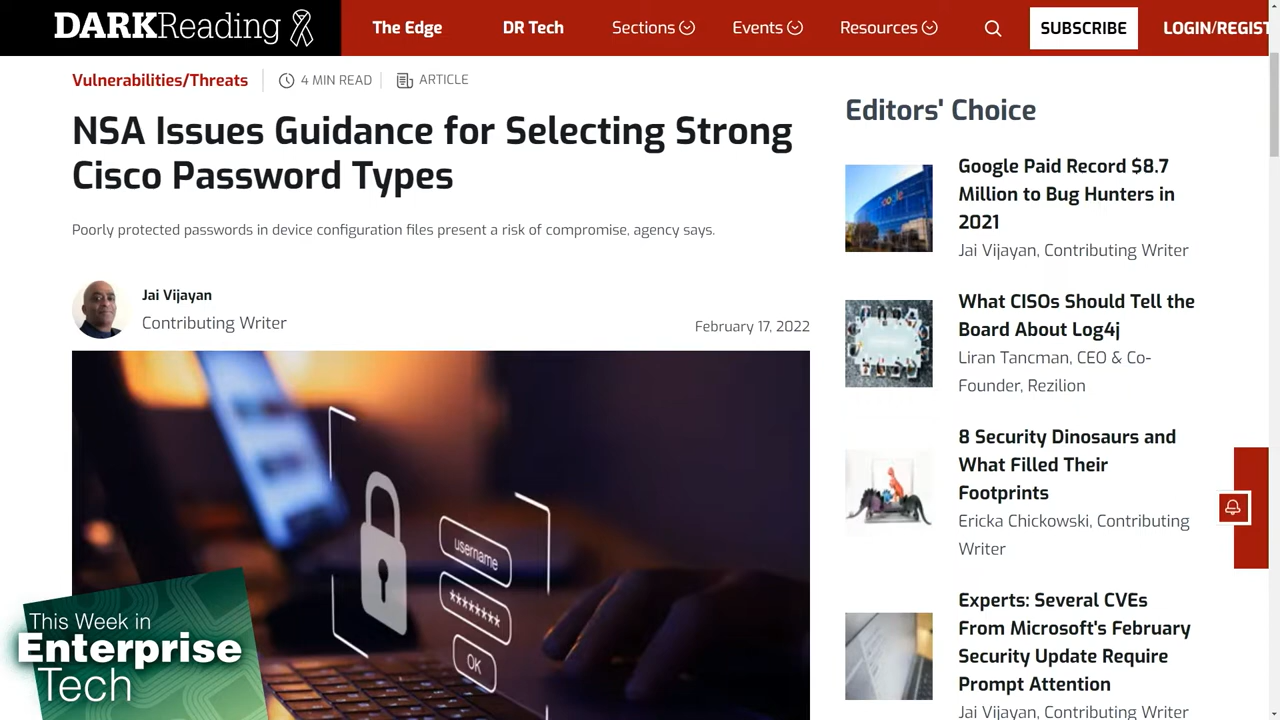 DARKReading
The Edge
DR Tech
Sections
Events
Resources
SUBSCRIBE
LOGIN/REGIST
Vulnerabilities/Threats
4 MIN READ
ARTICLE
NSA Issues Guidance for Selecting Strong
Cisco Password Types
Poorly protected passwords in device configuration files present a risk of compromise, agency says.
Jai Vijayan
Contributing Writer
February 17, 2022
username
********
OK
This Week in
Enterprise
Tech
Editors' Choice
Google Paid Record $8.7
Million to Bug Hunters in
2021
Jai Vijayan, Contributing Writer
What CISOs Should Tell the
Board About Log4j
Liran Tancman, CEO & Co-
Founder, Rezilion
8 Security Dinosaurs and
What Filled Their
Footprints
Ericka Chickowski, Contributing
Writer
Experts: Several CVEs
From Microsoft's February
Security Update Require
Prompt Attention
Jai Vijayan, Contributing Writer